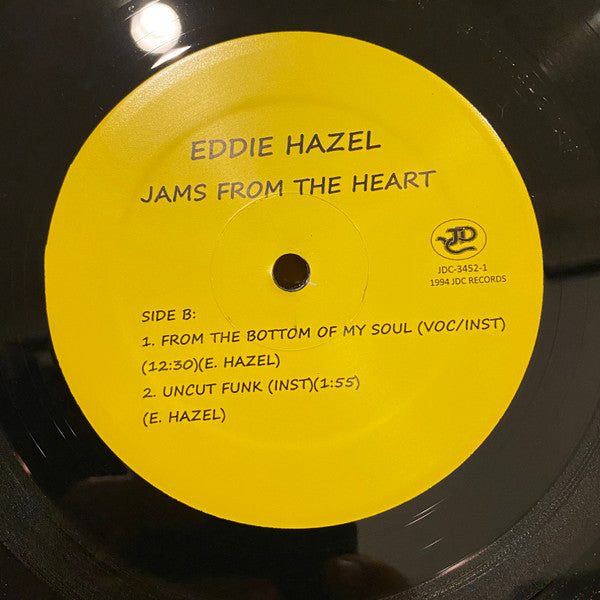 EDDIE HAZEL
JAMS FROM THE HEART
JDC
JDC-3452-1
1994 JDC RECORDS
SIDE B:
1. FROM THE BOTTOM OF MY SOUL (VOC/INST)
(12:30)(E. HAZEL)
2. UNCUT FUNK (INST)(1:55)
(E. HAZEL)